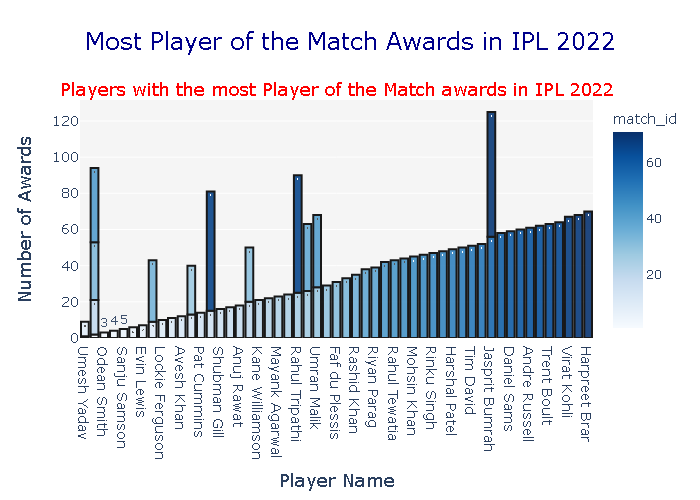 Most Player of the Match Awards in IPL 2022
Players with the most Player of the Match awards in IPL 2022
match_id
60
40
20
Number of Awards
120
100
80
60
40
20
0
3
4
5
Umesh Yadav
Odean Smith
Sanju Samson
Evin Lewis
Lockie Ferguson
Avesh Khan
Pat Cummins
Shubman Gill
Anuj Rawat
Kane Williamson
Mayank Agarwal
Rahul Tripathi
Umran Malik
Faf du Plessis
Rashid Khan
Riyan Parag
Rahul Tewatia
Mohsin Khan
Rinku Singh
Harshal Patel
Tim David
Jasprit Bumrah
Daniel Sams
Andre Russell
Trent Boult
Virat Kohli
Harpreet Brar
Player Name